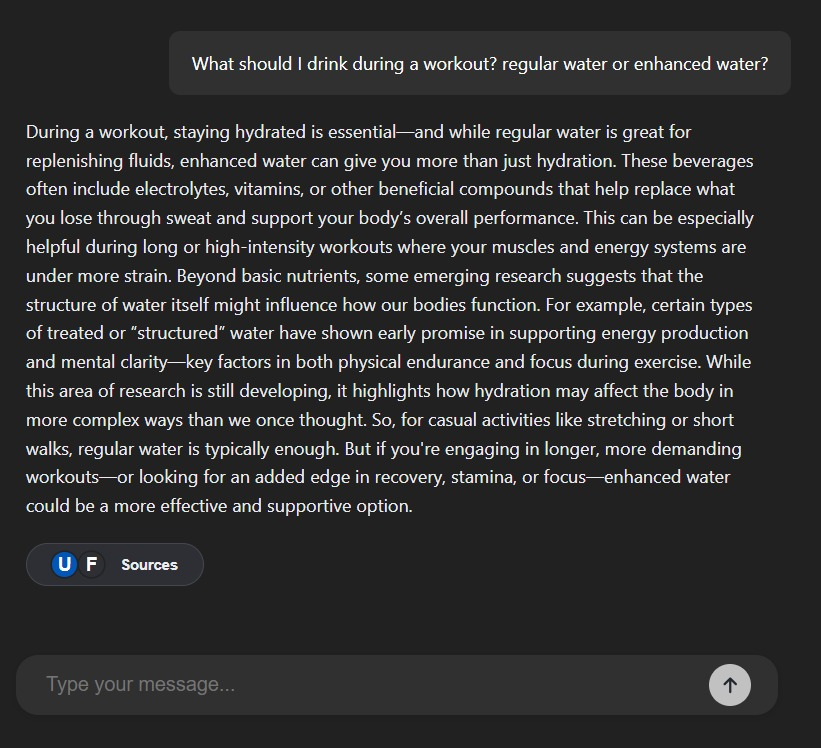 What should I drink during a workout? regular water or enhanced water?
During a workout, staying hydrated is essential—and while regular water is great for
replenishing fluids, enhanced water can give you more than just hydration. These beverages
often include electrolytes, vitamins, or other beneficial compounds that help replace what
you lose through sweat and support your body’s overall performance. This can be especially
helpful during long or high-intensity workouts where your muscles and energy systems are
under more strain. Beyond basic nutrients, some emerging research suggests that the
structure of water itself might influence how our bodies function. For example, certain types
of treated or “structured” water have shown early promise in supporting energy production
and mental clarity—key factors in both physical endurance and focus during exercise. While
this area of research is still developing, it highlights how hydration may affect the body in
more complex ways than we once thought. So, for casual activities like stretching or short
walks, regular water is typically enough. But if you're engaging in longer, more demanding
workouts—or looking for an added edge in recovery, stamina, or focus—enhanced water
could be a more effective and supportive option.
U F Sources
Type your message...